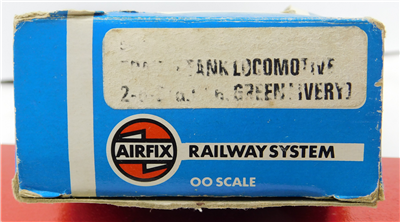 TANK LOCOMOTIVE
GREEN LIVERY)
AIRFIX RAILWAY SYSTEM
OO SCALE